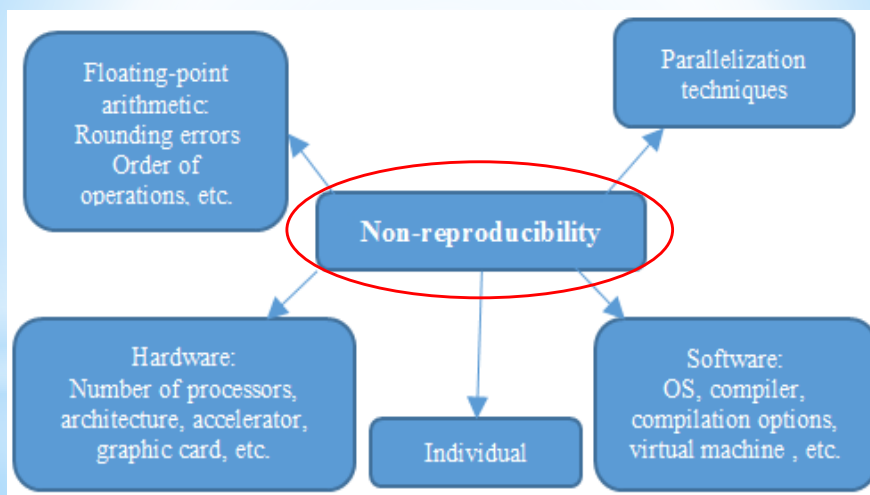 Floating-point
arithmetic:
Rounding errors
Order of
operations, etc.
Parallelization
techniques
Non-reproducibility
Hardware:
Number of processors,
architecture, accelerator,
graphic card, etc.
Individual
Software:
OS, compiler,
compilation options,
virtual machine , etc.